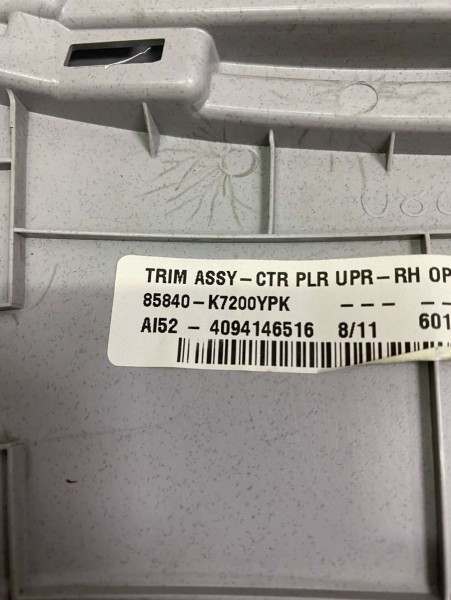 TRIM ASSY-CTR PLR UPR-RH OP
85840-K7200YPK --- --
AI52 - 4094146516 8/11 601